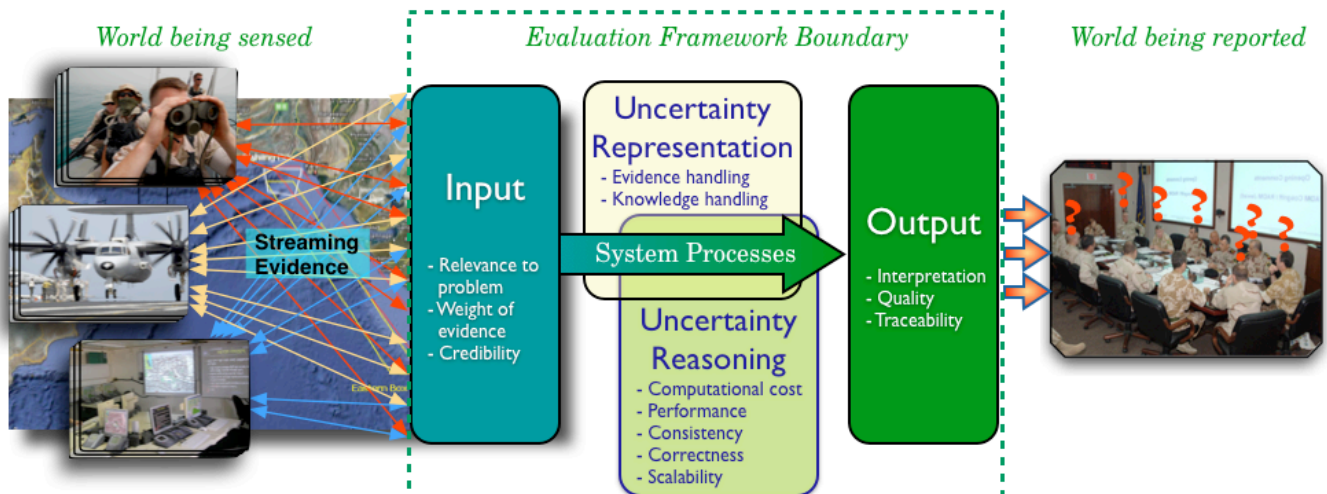 World being sensed
Evaluation Framework Boundary
World being reported
Streaming
Evidence
Input
- Relevance to
problem
- Weight of
evidence
- Credibility
Uncertainty
Representation
- Evidence handling
- Knowledge handling
System Processes
Uncertainty
Reasoning
- Computational cost
- Performance
- Consistency
- Correctness
- Scalability
Output
- Interpretation
- Quality
- Traceability
? ? ? ? ? ? ?